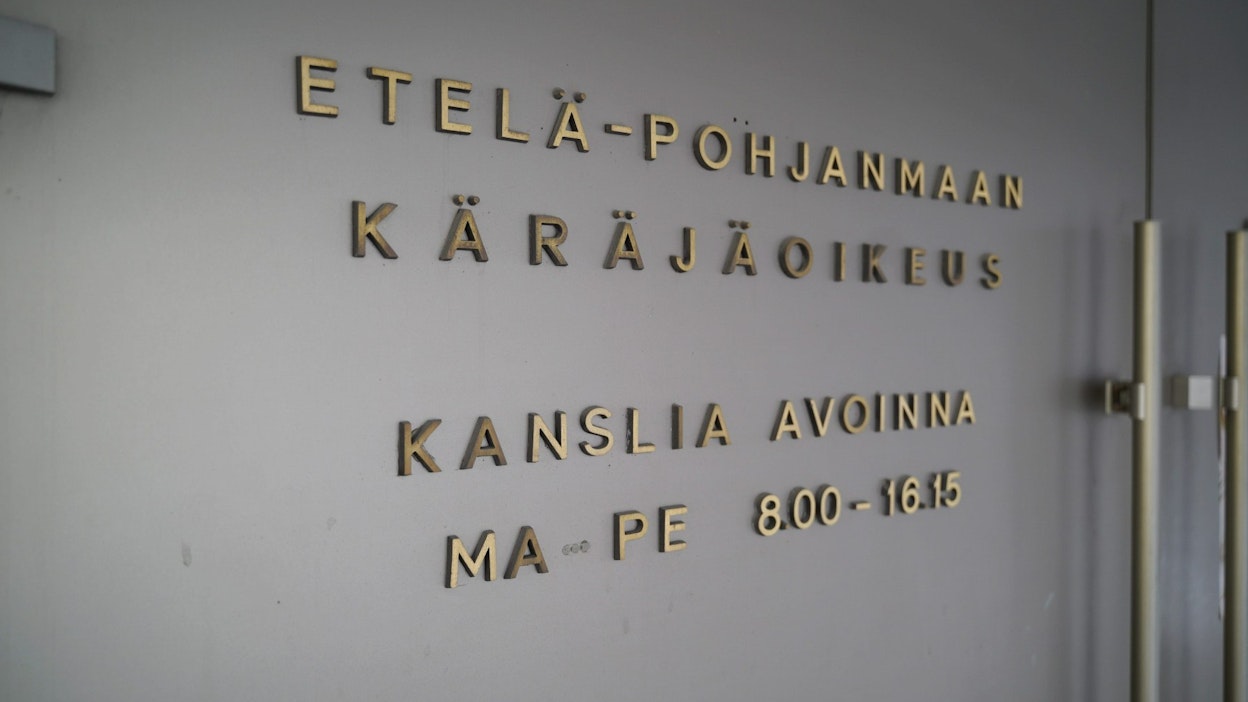 ETELÄ-POHJANMAAN
KÄRÄJÄOIKEUS
KANSLIA AVOINNA
MA PE 8.00-16.15